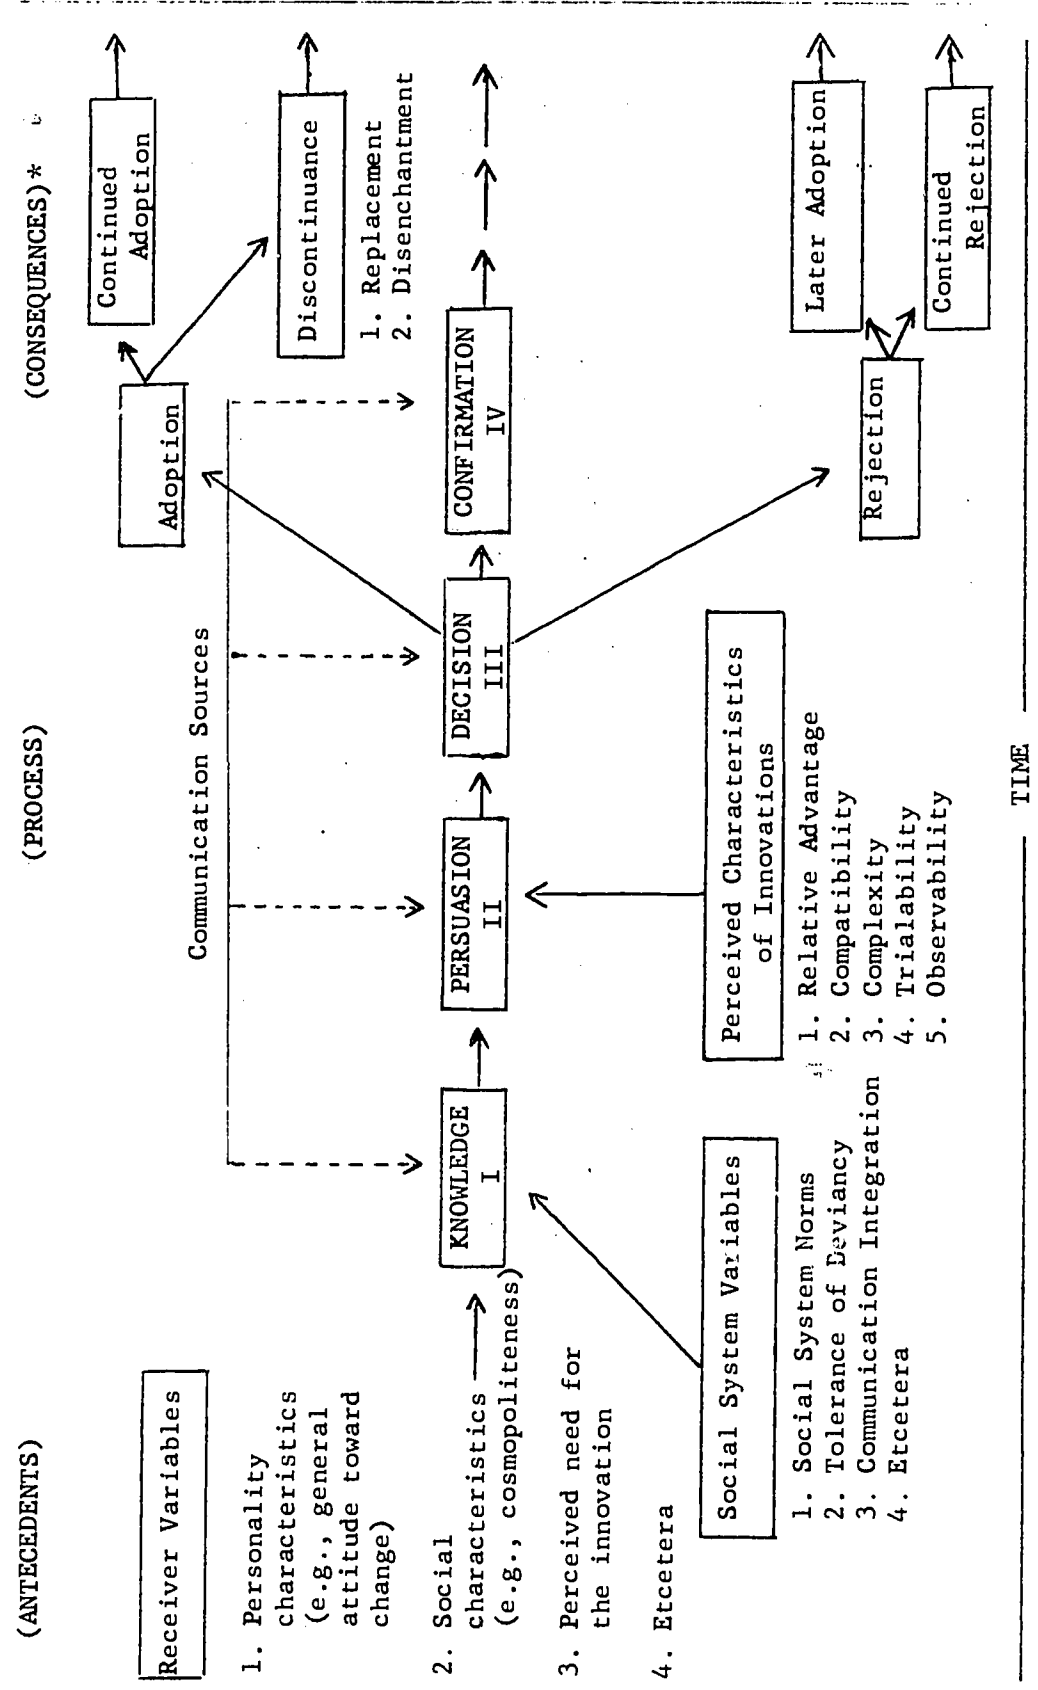 (ANTECEDENTS)
(PROCESS)
(CONSEQUENCES)*
Receiver Variables
1. Personality
characteristics
(e.g., general
attitude toward
change)
2. Social
characteristics
(e.g., cosmopoliteness)
3. Perceived need for
the innovation
4. Etcetera
Social System Variables
1. Social System Norms
2. Tolerance of Deviancy
3. Communication Integration
4. Etcetera
Communication Sources
KNOWLEDGE
I
PERSUASION
II
DECISION
III
CONFIRMATION
IV
Perceived Characteristics
of Innovations
1. Relative Advantage
2. Compatibility
3. Complexity
4. Trialability
5. Observability
Adoption
Continued
Adoption
Discontinuance
1. Replacement
2. Disenchantment
Rejection
Later Adoption
Continued
Rejection
TIME